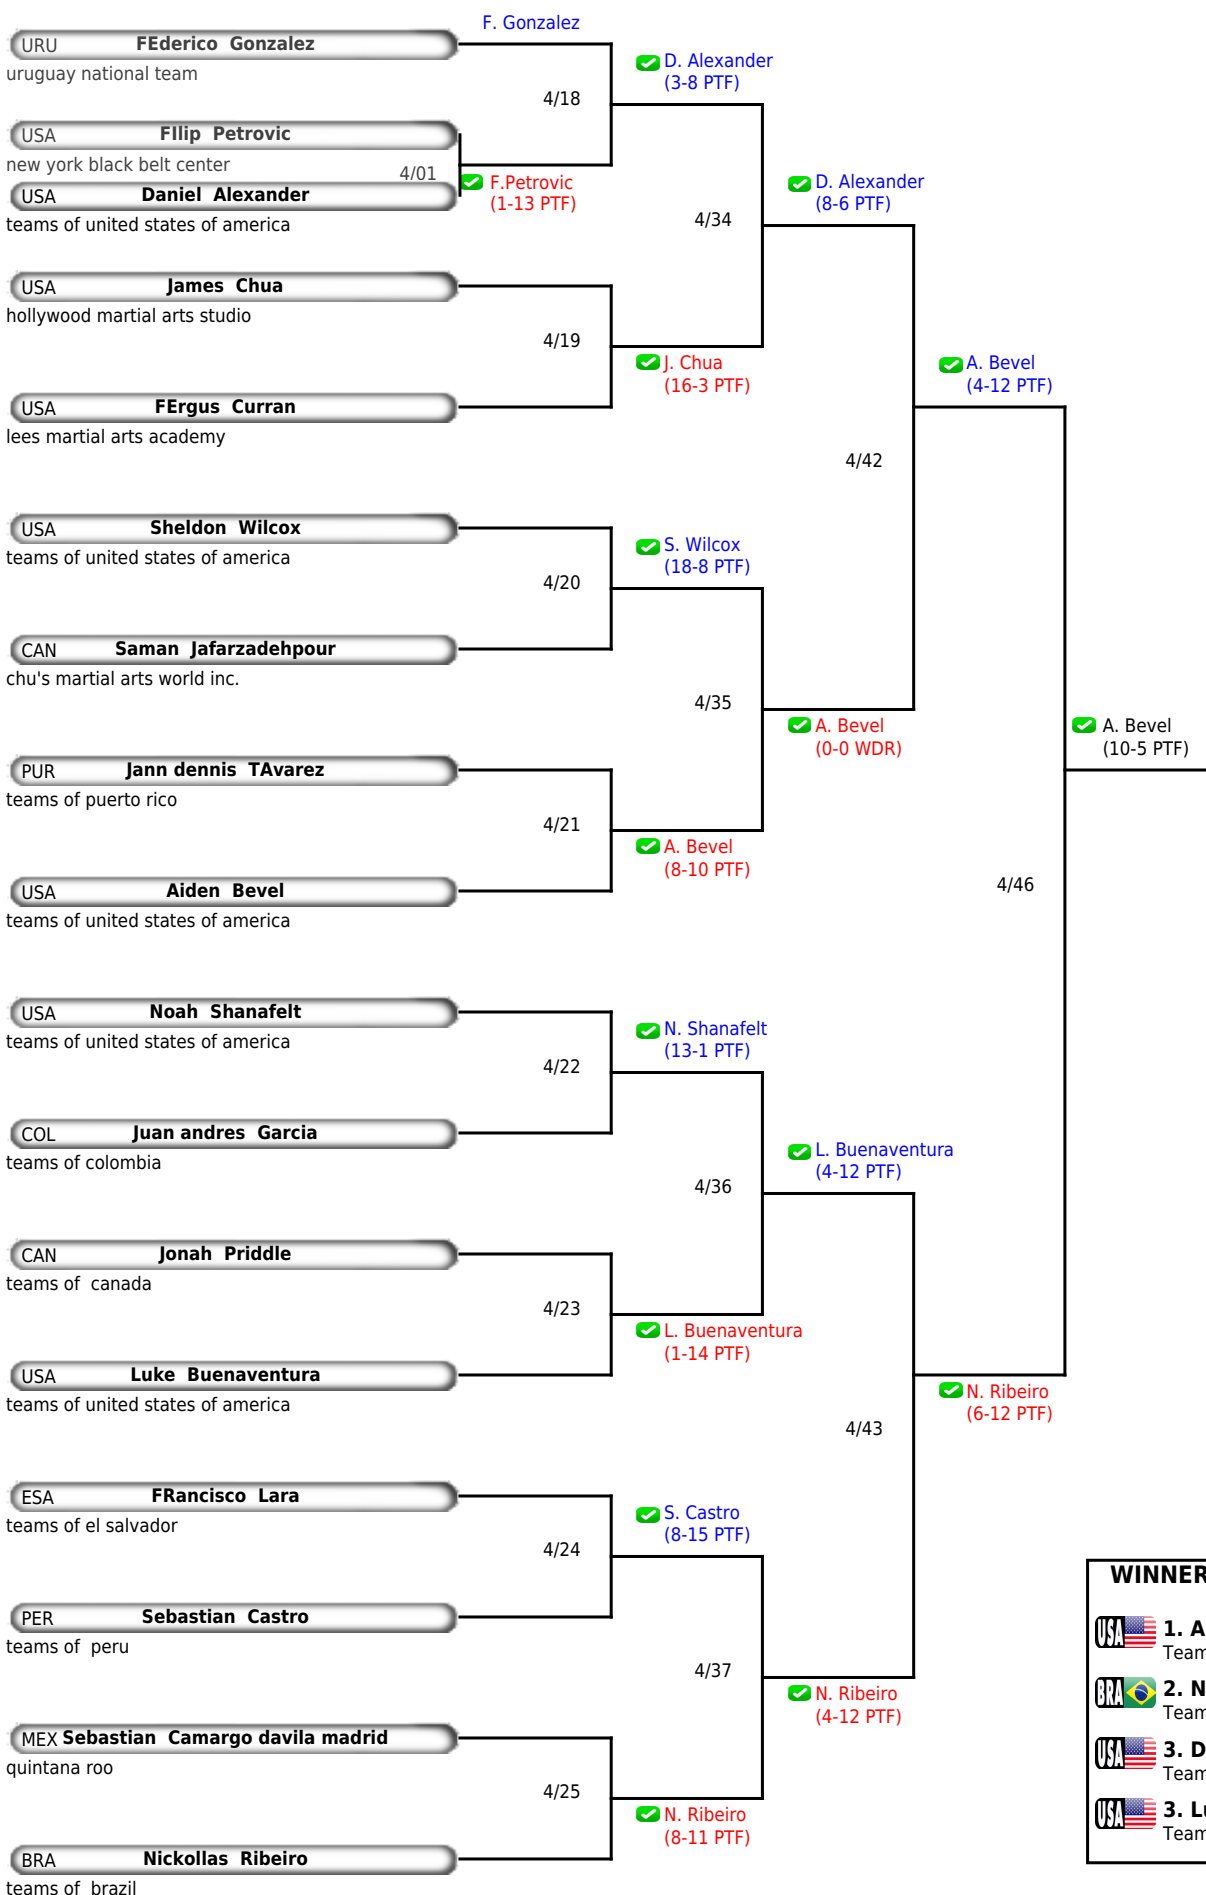 F. Gonzalez
URU FEderico Gonzalez
uruguay national team
D. Alexander
(3-8 PTF)
4/18
USA FIlip Petrovic
new york black belt center
4/01
F.Petrovic
(1-13 PTF)
USA Daniel Alexander
teams of united states of america
D. Alexander
(8-6 PTF)
4/34
USA James Chua
hollywood martial arts studio
4/19
J. Chua
(16-3 PTF)
A. Bevel
(4-12 PTF)
USA FErgus Curran
lees martial arts academy
4/42
USA Sheldon Wilcox
teams of united states of america
S. Wilcox
(18-8 PTF)
4/20
CAN Saman Jafarzadehpour
chu's martial arts world inc.
4/35
A. Bevel
(0-0 WDR)
A. Bevel
(10-5 PTF)
PUR Jann dennis TAvarez
teams of puerto rico
4/21
A. Bevel
(8-10 PTF)
USA Aiden Bevel
teams of united states of america
4/46
USA Noah Shanafelt
teams of united states of america
N. Shanafelt
(13-1 PTF)
4/22
COL Juan andres Garcia
teams of colombia
L. Buenaventura
(4-12 PTF)
4/36
CAN Jonah Priddle
teams of canada
4/23
L. Buenaventura
(1-14 PTF)
USA Luke Buenaventura
teams of united states of america
N. Ribeiro
(6-12 PTF)
4/43
ESA FRancisco Lara
teams of el salvador
S. Castro
(8-15 PTF)
4/24
PER Sebastian Castro
teams of peru
4/37
N. Ribeiro
(4-12 PTF)
MEX Sebastian Camargo davila madrid
quintana roo
4/25
N. Ribeiro
(8-11 PTF)
BRA Nickollas Ribeiro
teams of brazil
WINNER
USA 1. A
Team
BRA 2. N
Team
USA 3. D
Team
USA 3. Lu
Team